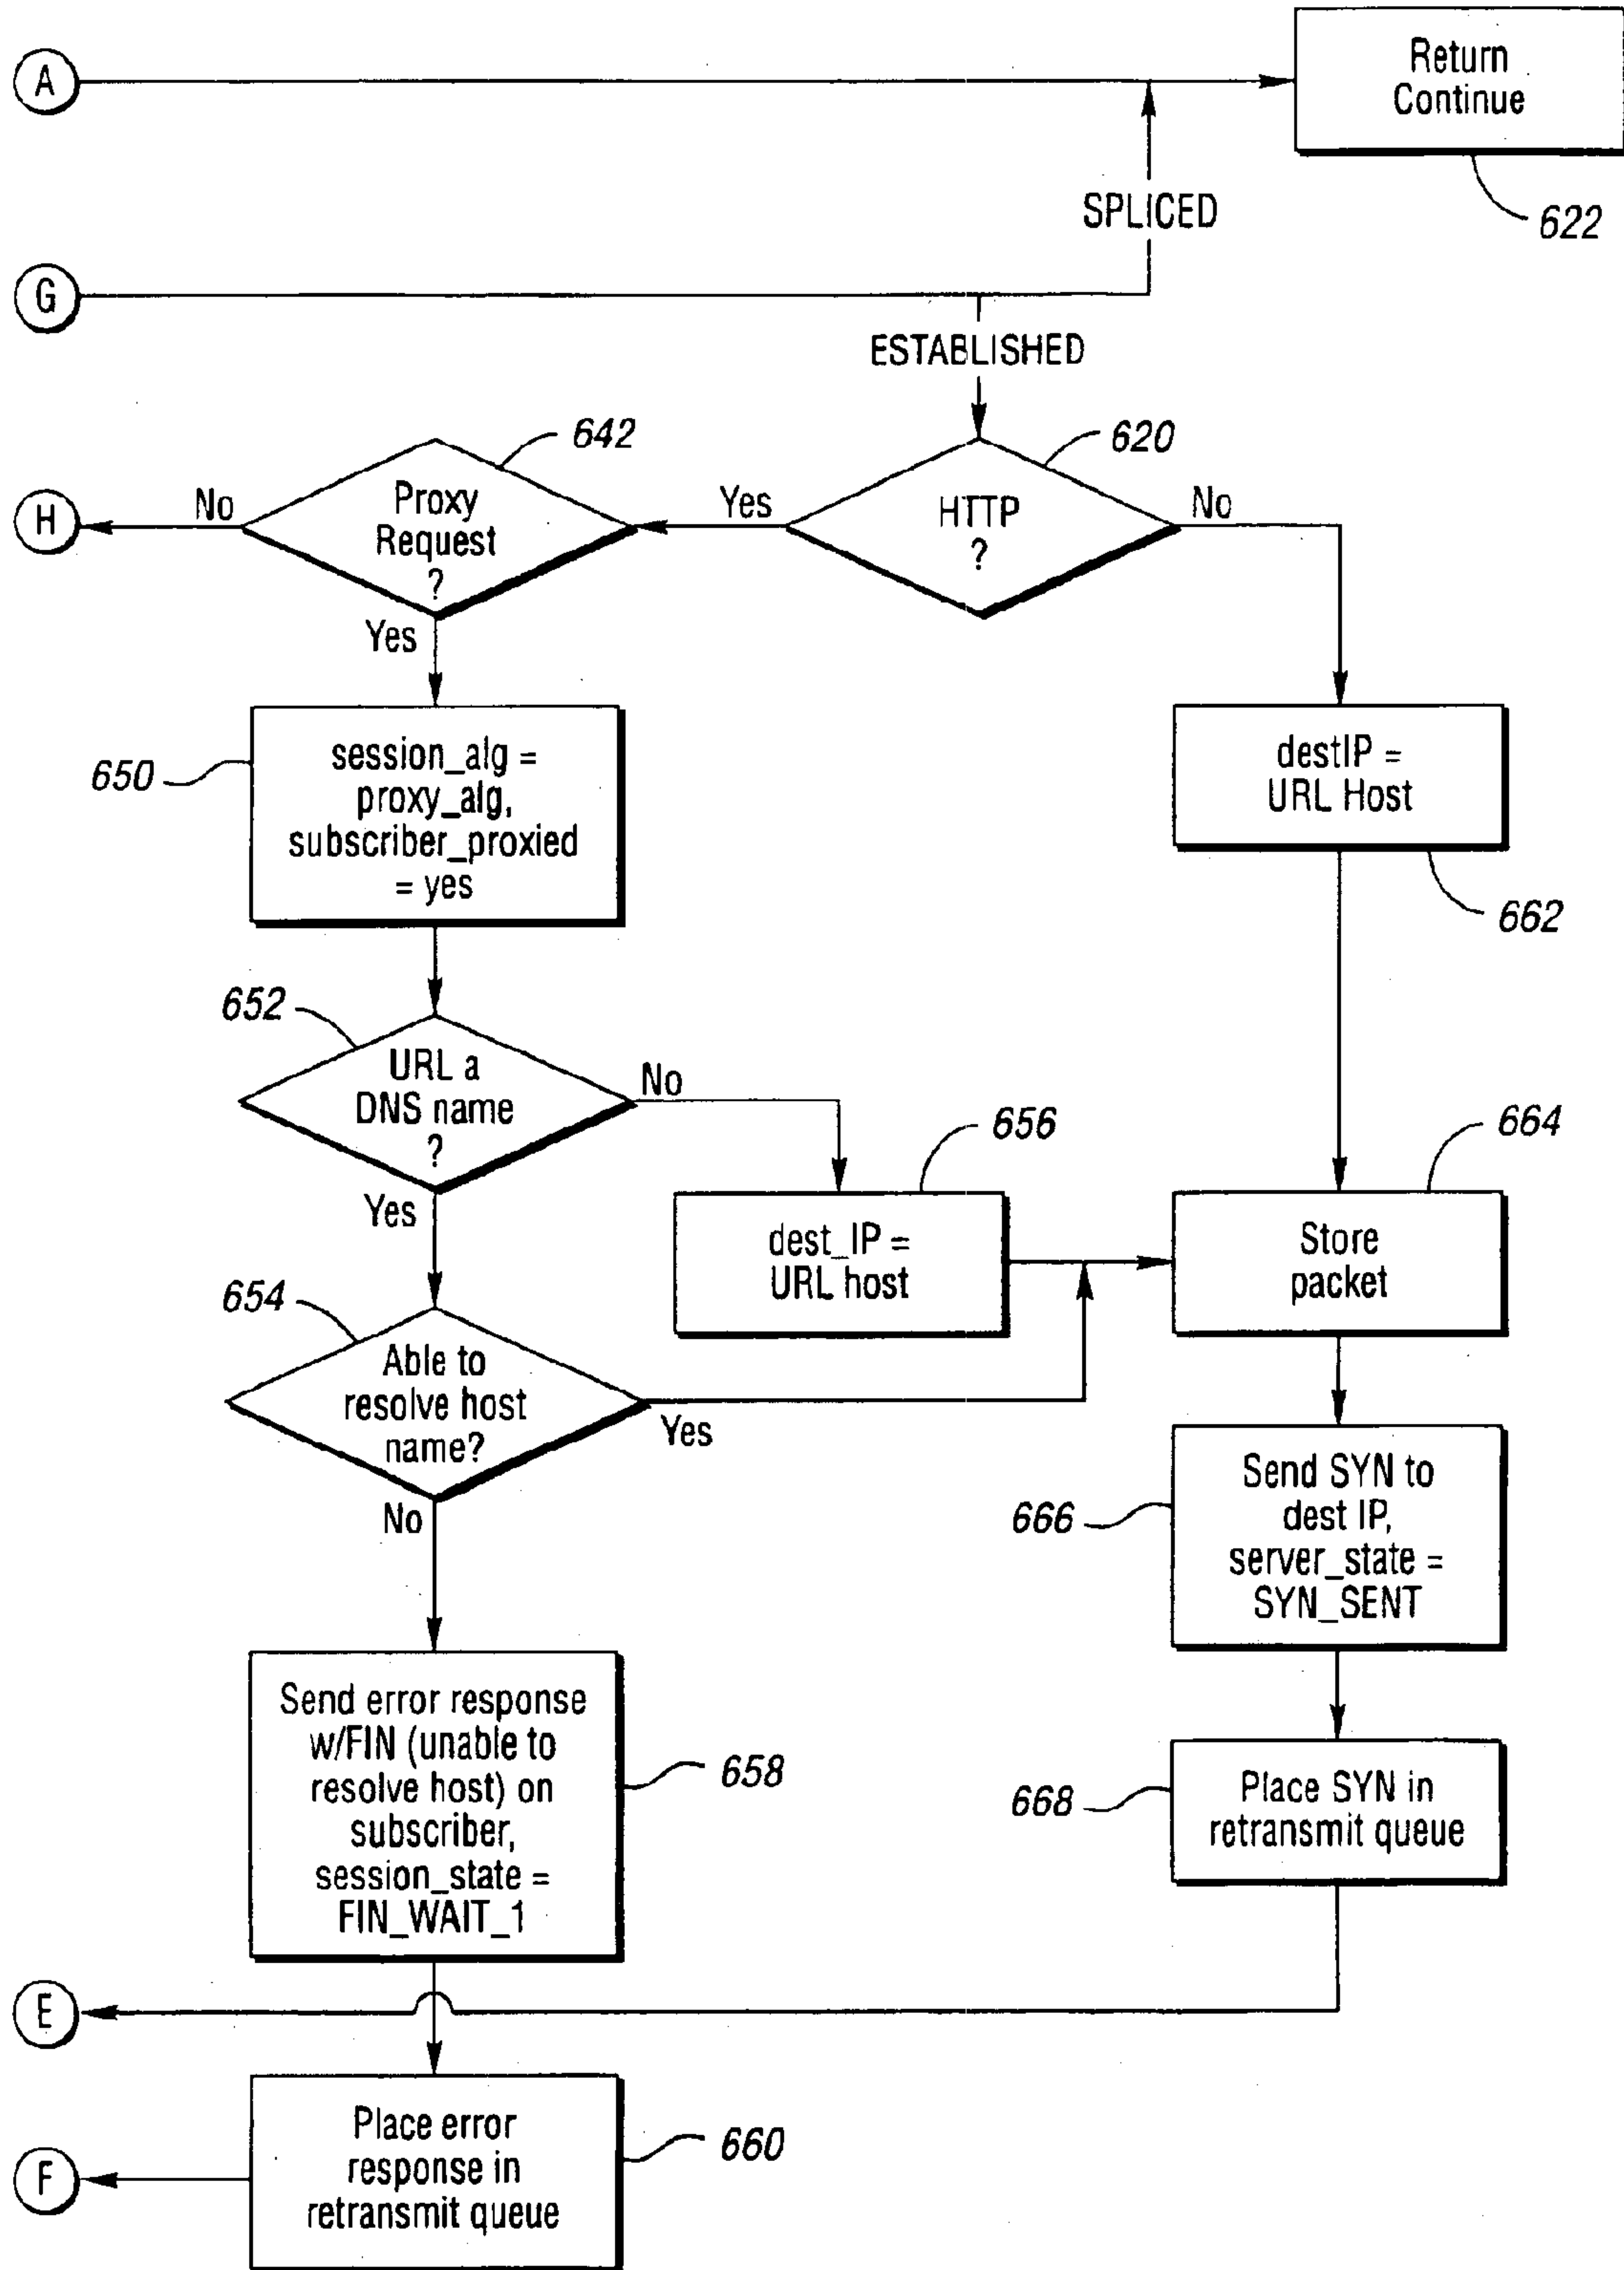 A
Return
Continue
622
SPLICED
G
ESTABLISHED
642
620
H
No
Proxy
Request
?
Yes
HTTP
?
No
Yes
650
session_alg =
proxy_alg,
subscriber_proxied
= yes
destIP =
URL Host
662
652
URL a
DNS name
?
No
656
664
Yes
dest_IP =
URL host
Store
packet
654
Able to
resolve host
name?
Yes
No
666
Send SYN to
dest IP,
server_state =
SYN_SENT
Send error response
w/FIN (unable to
resolve host) on
subscriber,
session_state =
FIN_WAIT_1
658
668
Place SYN in
retransmit queue
E
Place error
response in
retransmit queue
660
F